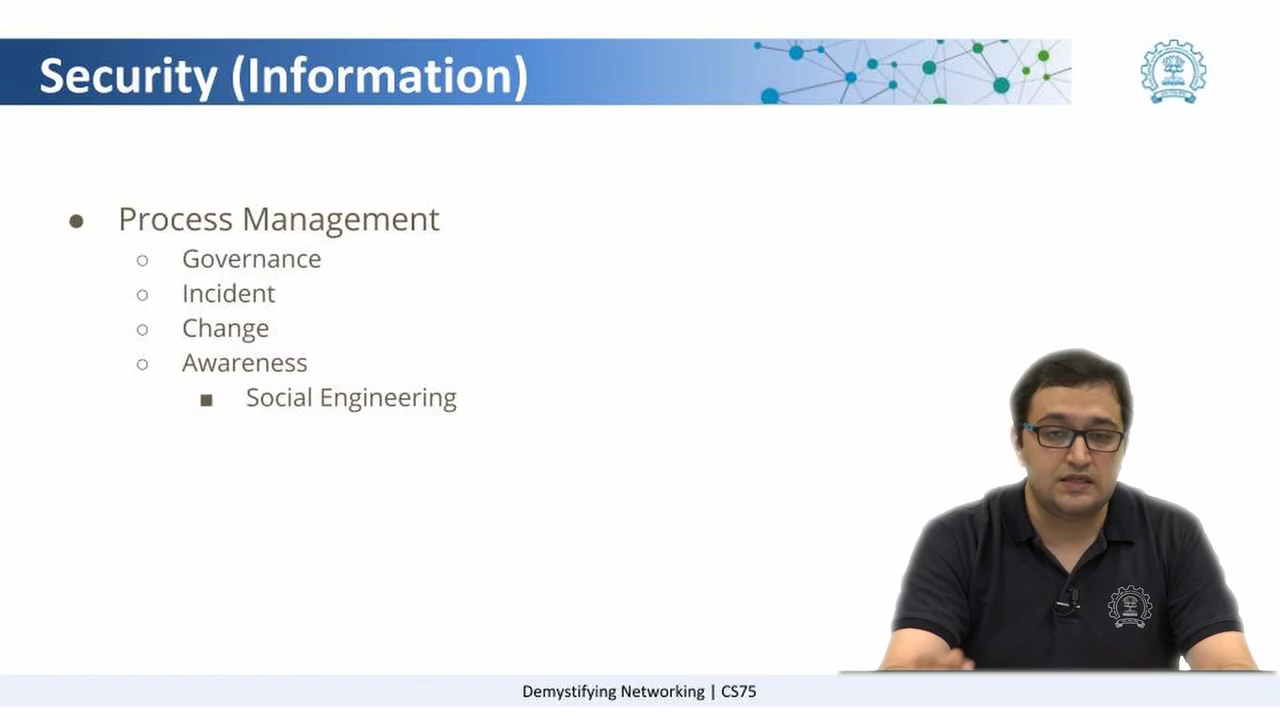 Security (Information)
Process Management
Governance
Incident
Change
Awareness
Social Engineering
Demystifying Networking | CS75